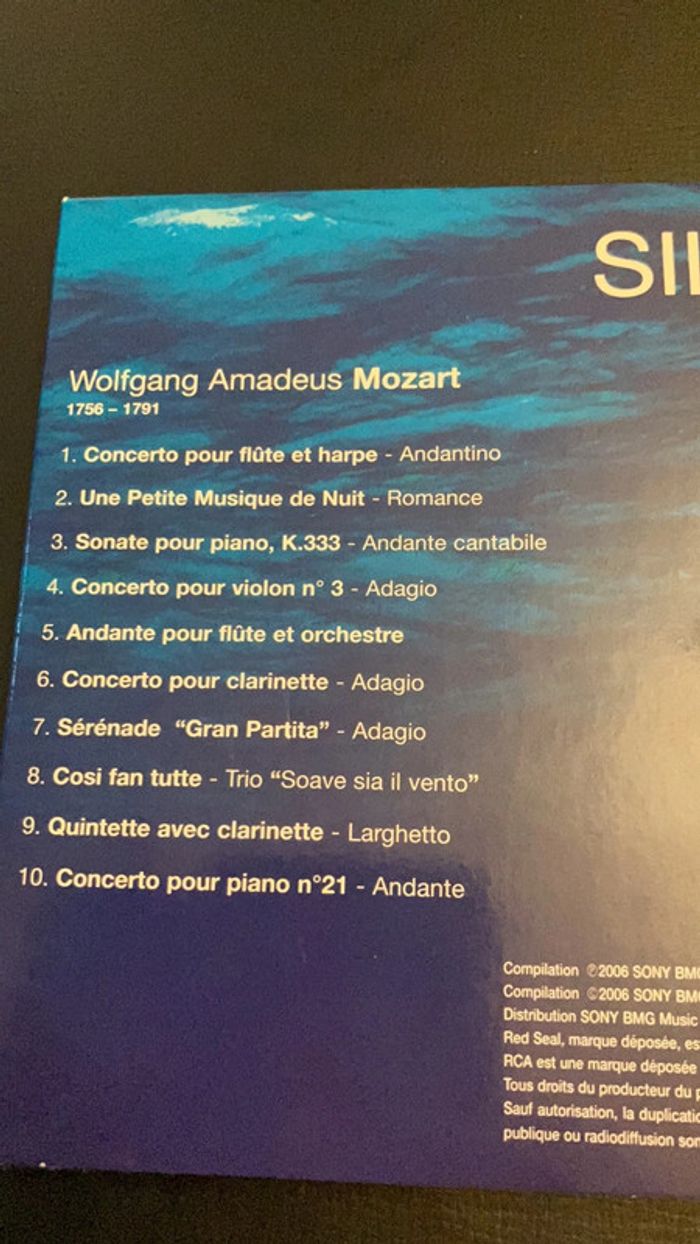 SIL
Wolfgang Amadeus Mozart
1756 – 1791
1. Concerto pour flûte et harpe - Andantino
2. Une Petite Musique de Nuit - Romance
3. Sonate pour piano, K.333 - Andante cantabile
4. Concerto pour violon n° 3 - Adagio
5. Andante pour flûte et orchestre
6. Concerto pour clarinette - Adagio
7. Sérénade “Gran Partita” - Adagio
8. Cosi fan tutte - Trio “Soave sia il vento”
9. Quintette avec clarinette - Larghetto
10. Concerto pour piano n°21 - Andante
Compilation ℗2006 SONY BMG
Compilation ©2006 SONY BMG
Distribution SONY BMG Music
Red Seal, marque déposée, es
RCA est une marque déposée
Tous droits du producteur du p
Sauf autorisation, la duplicatio
publique ou radiodiffusion son